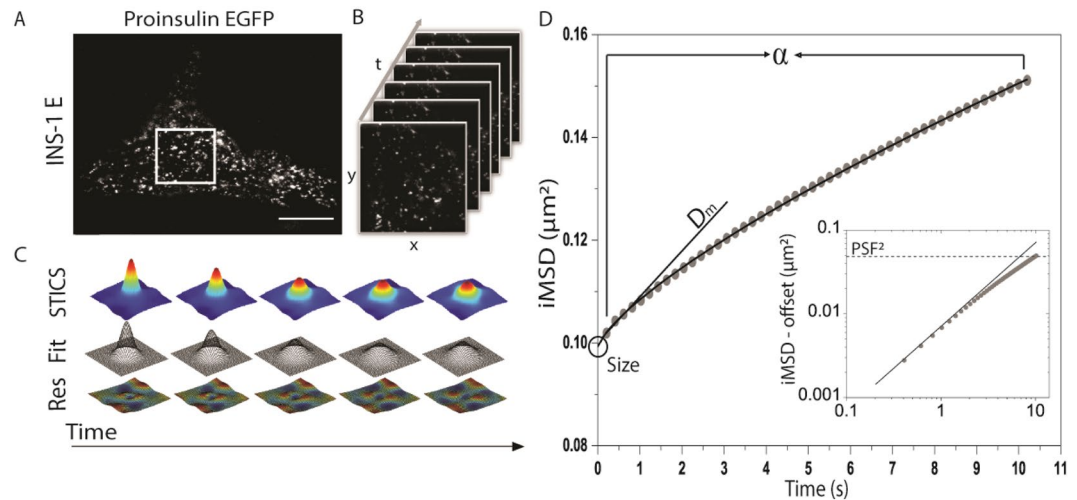 A
Proinsulin EGFP
INS-1 E
B
t
y
x
C
STICS
Fit
Res
Time
D
iMSD (µm²)
0.16
0.14
0.12
0.10
0.08
α
Dm
Size
0 1 2 3 4 5 6 7 8 9 10 11
Time (s)
iMSD - offset (µm²)
0.1
0.01
0.001
PSF²
0.1 1 10